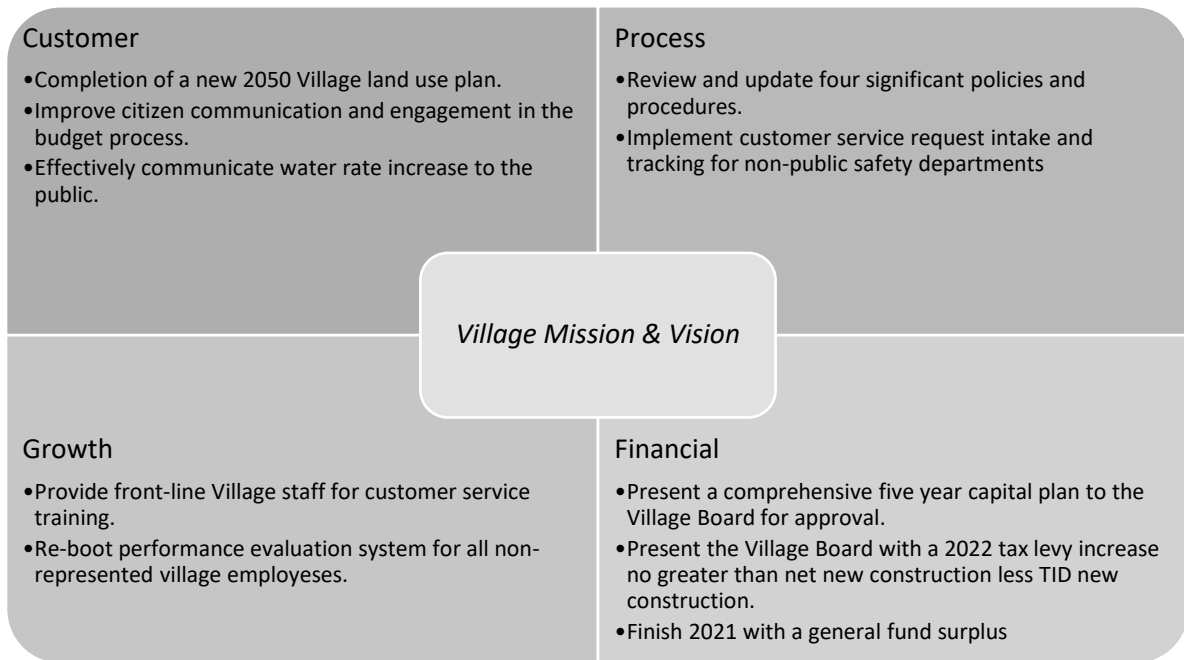 Customer
•Completion of a new 2050 Village land use plan.
•Improve citizen communication and engagement in the
budget process.
•Effectively communicate water rate increase to the
public.
Process
•Review and update four significant policies and
procedures.
•Implement customer service request intake and
tracking for non-public safety departments
Village Mission & Vision
Growth
•Provide front-line Village staff for customer service
training.
•Re-boot performance evaluation system for all non-
represented village employeses.
Financial
•Present a comprehensive five year capital plan to the
Village Board for approval.
•Present the Village Board with a 2022 tax levy increase
no greater than net new construction less TID new
construction.
•Finish 2021 with a general fund surplus